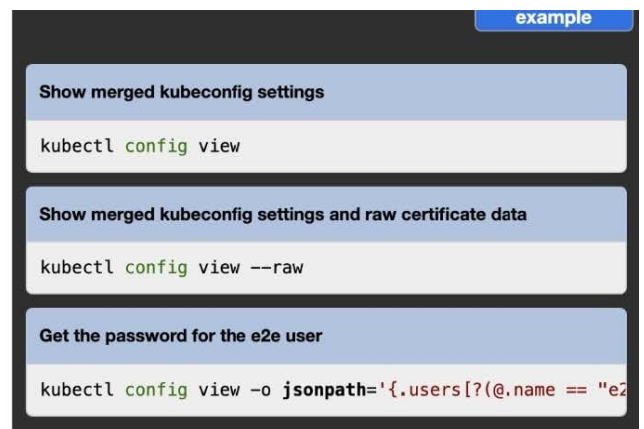 example
Show merged kubeconfig settings
kubectl config view
Show merged kubeconfig settings and raw certificate data
kubectl config view --raw
Get the password for the e2e user
kubectl config view -o jsonpath='{.users[?(@.name == "e2